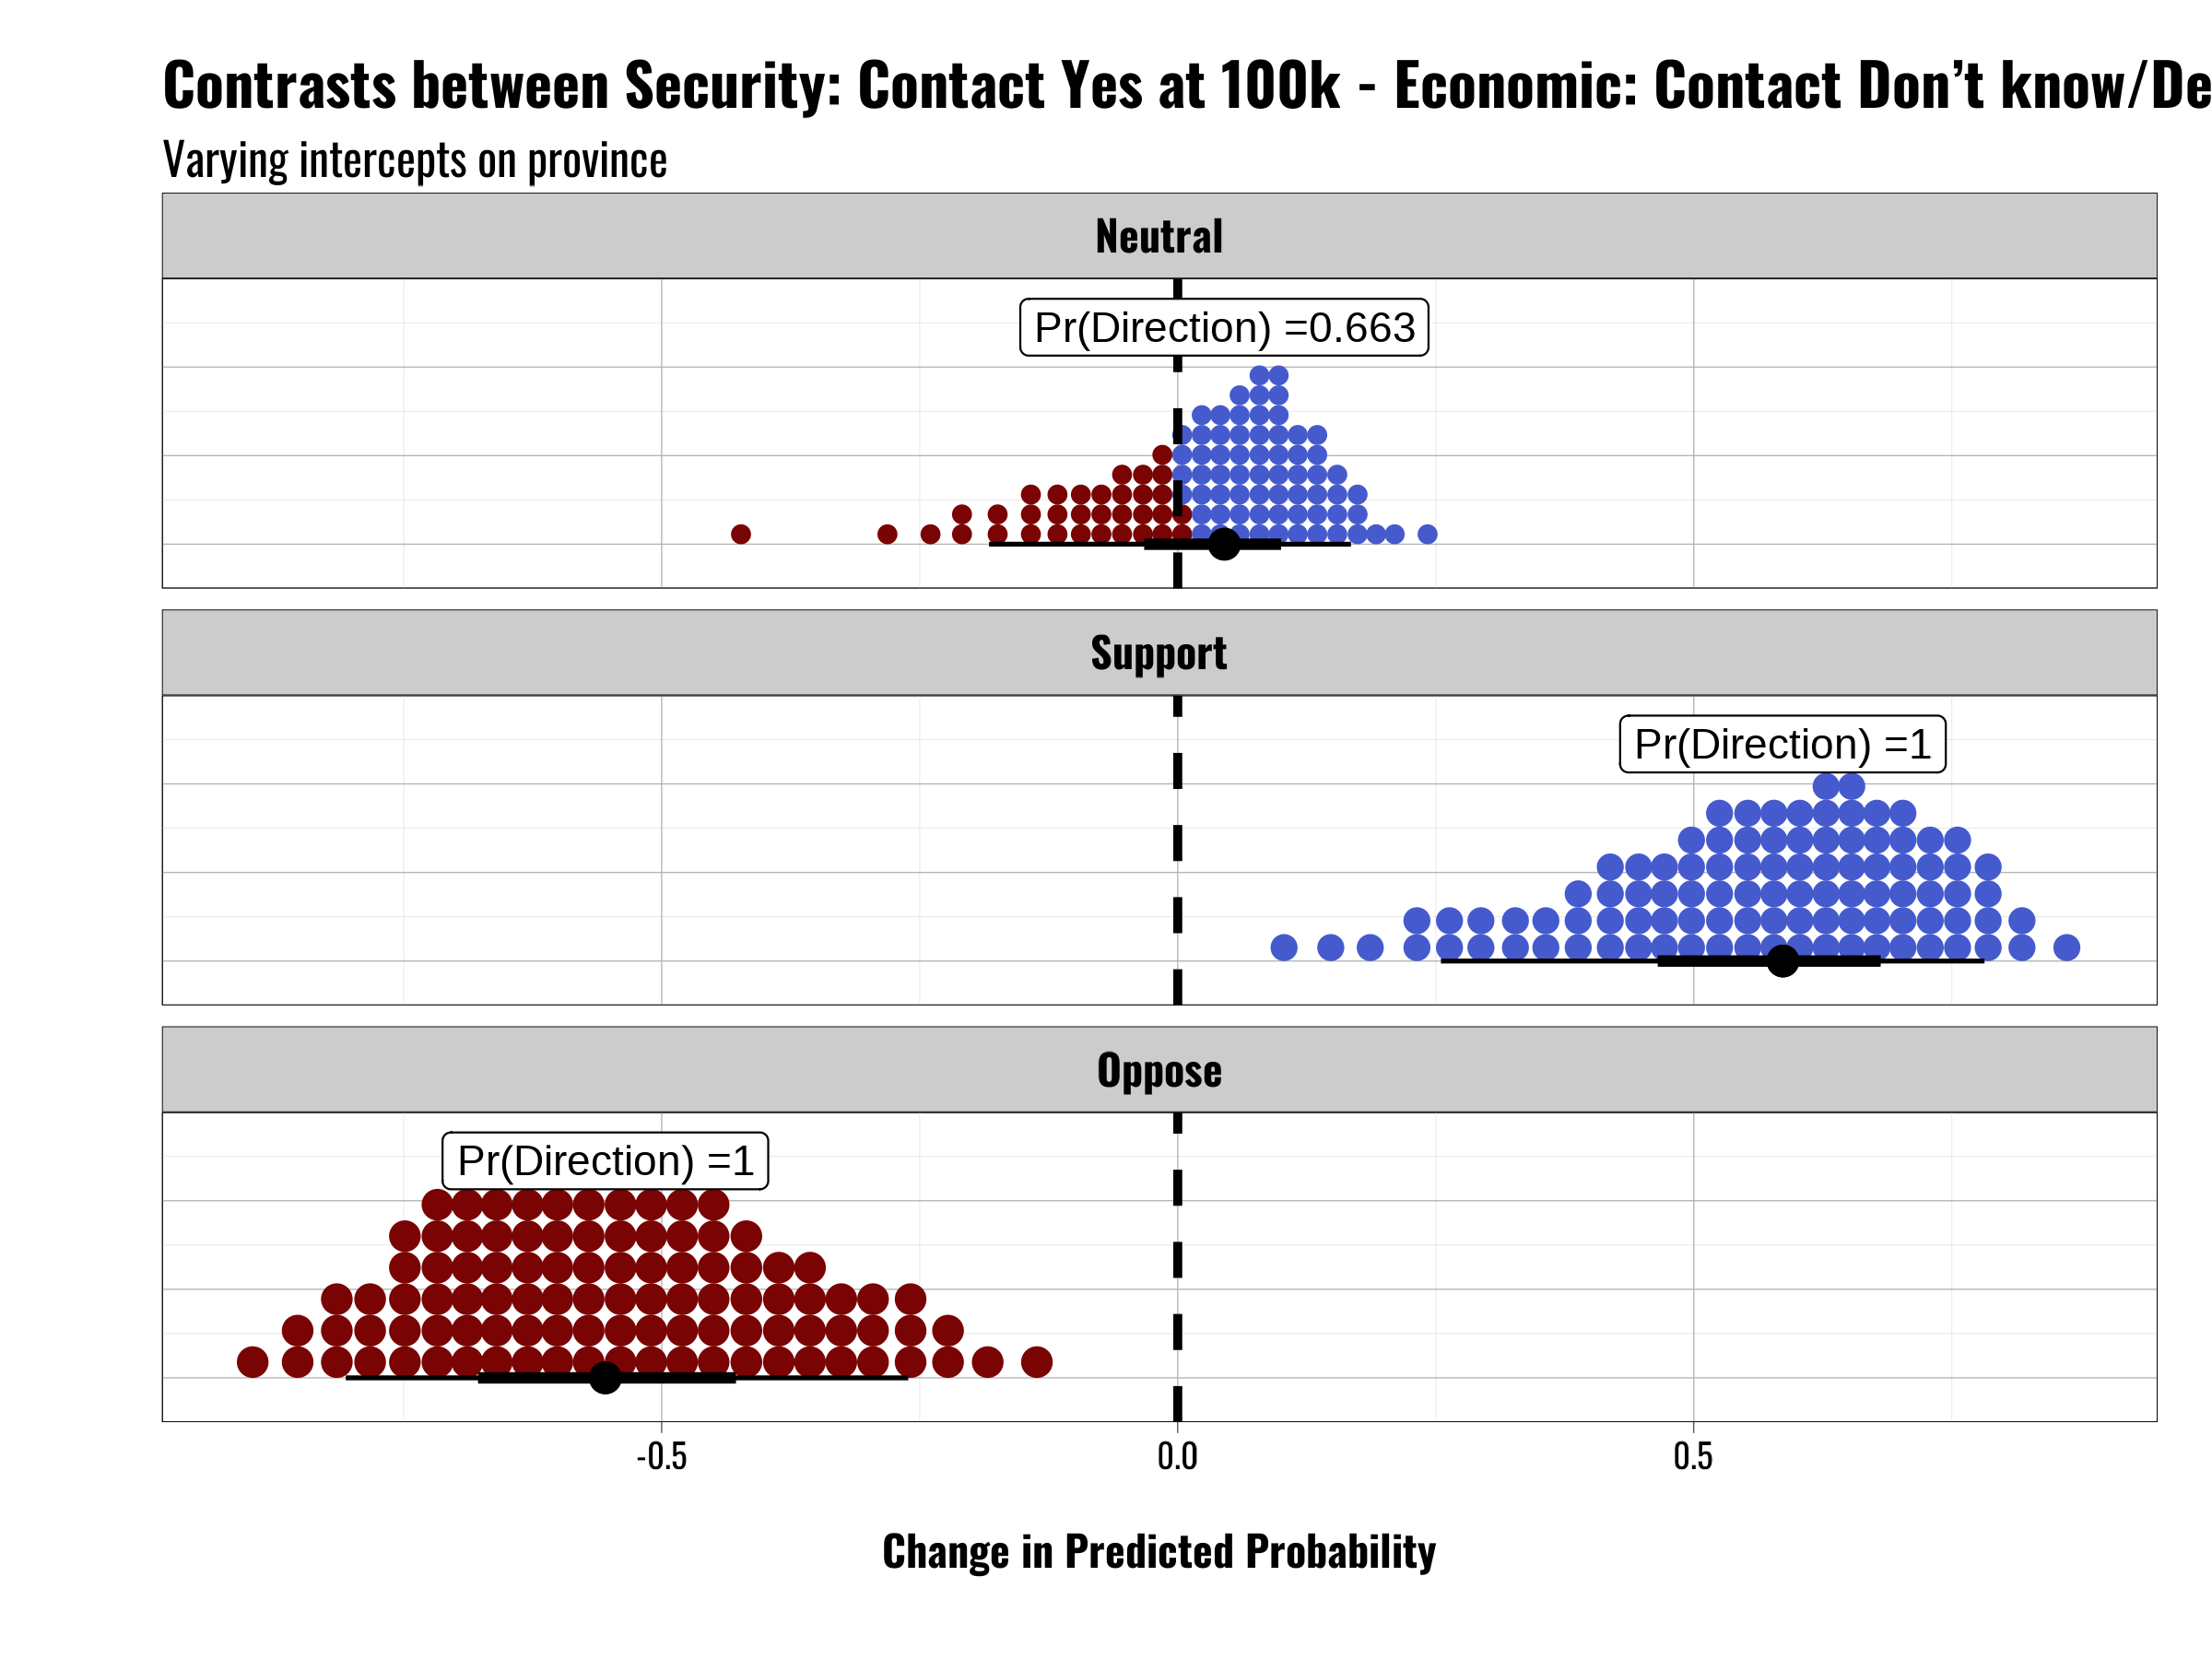 Contrasts between Security: Contact Yes at 100k - Economic: Contact Don’t know/De
Varying intercepts on province
Neutral
Pr(Direction) =0.663
Support
Pr(Direction) =1
Oppose
Pr(Direction) =1
-0.5 0.0 0.5
Change in Predicted Probability